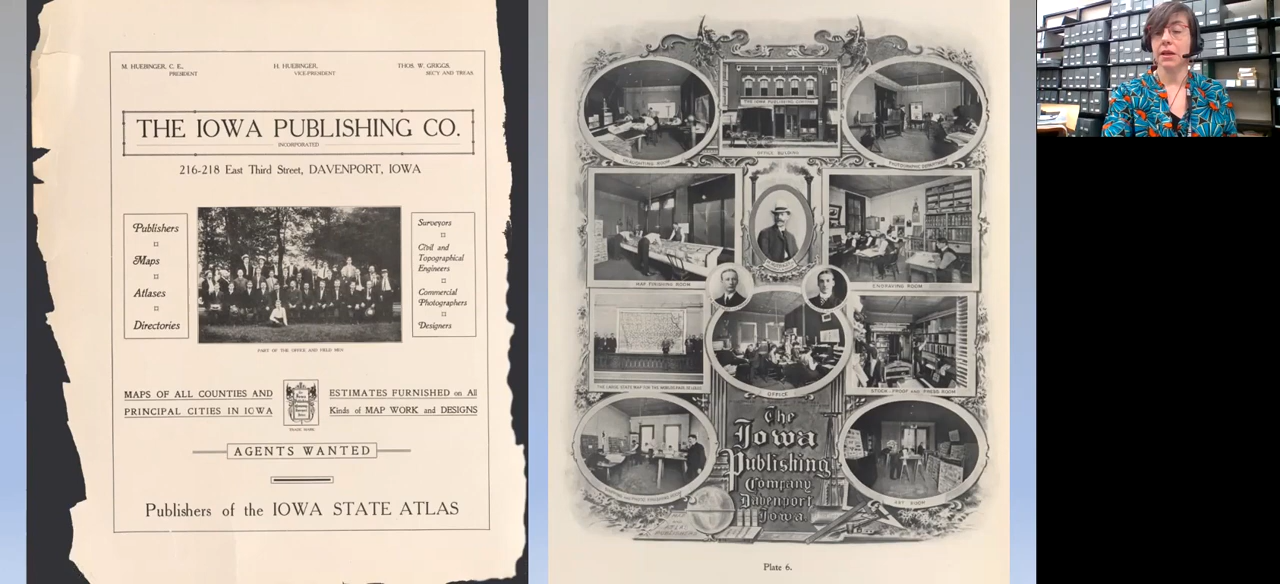 M. HUEBINGER, C. E.,
PRESIDENT
H. HUEBINGER,
VICE-PRESIDENT
THOS. W. GRIGGS,
SEC'Y AND TREAS.
THE IOWA PUBLISHING CO.
INCORPORATED
216-218 East Third Street, DAVENPORT, IOWA
Publishers
Maps
Atlases
Directories
Surveyors
Civil and
Topographical
Engineers
Commercial
Photographers
Designers
PART OF THE OFFICE AND FIELD MEN
MAPS OF ALL COUNTIES AND
PRINCIPAL CITIES IN IOWA
TRADE MARK
ESTIMATES FURNISHED on All
Kinds of MAP WORK and DESIGNS
AGENTS WANTED
Publishers of the IOWA STATE ATLAS
THE IOWA PUBLISHING COMPANY
DRAUGHTING ROOM
OFFICE BUILDING
PHOTOGRAPHIC DEPARTMENT
MAP FINISHING ROOM
ENGRAVING ROOM
OFFICE
STOCK-PROOF AND PRESS ROOM
The
Iowa
Publishing
Company
Davenport
Iowa.
ART ROOM
Plate 6.